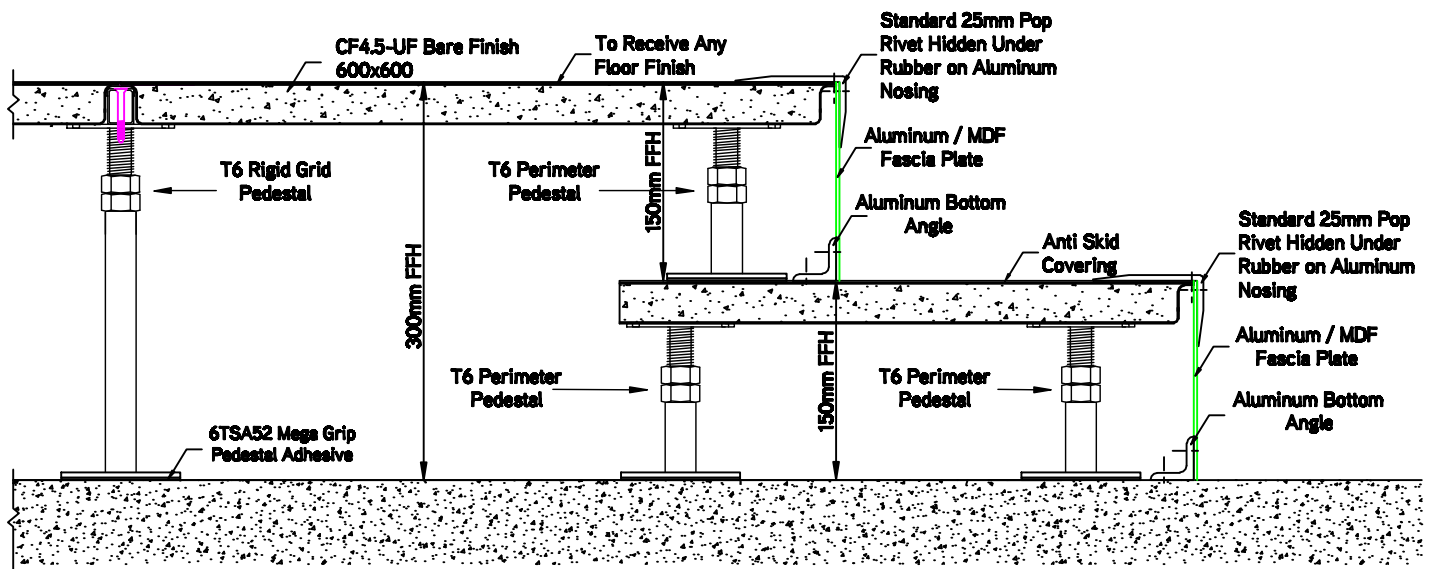 CF4.5-UF Bare Finish
600x600
To Receive Any
Floor Finish
Standard 25mm Pop
Rivet Hidden Under
Rubber on Aluminum
Nosing
Aluminum / MDF
Fascia Plate
T6 Rigid Grid
Pedestal
T6 Perimeter
Pedestal
150mm FFH
Aluminum Bottom
Angle
Anti Skid
Covering
Standard 25mm Pop
Rivet Hidden Under
Rubber on Aluminum
Nosing
300mm FFH
Aluminum / MDF
Fascia Plate
T6 Perimeter
Pedestal
150mm FFH
T6 Perimeter
Pedestal
Aluminum Bottom
Angle
6TSA52 Mega Grip
Pedestal Adhesive